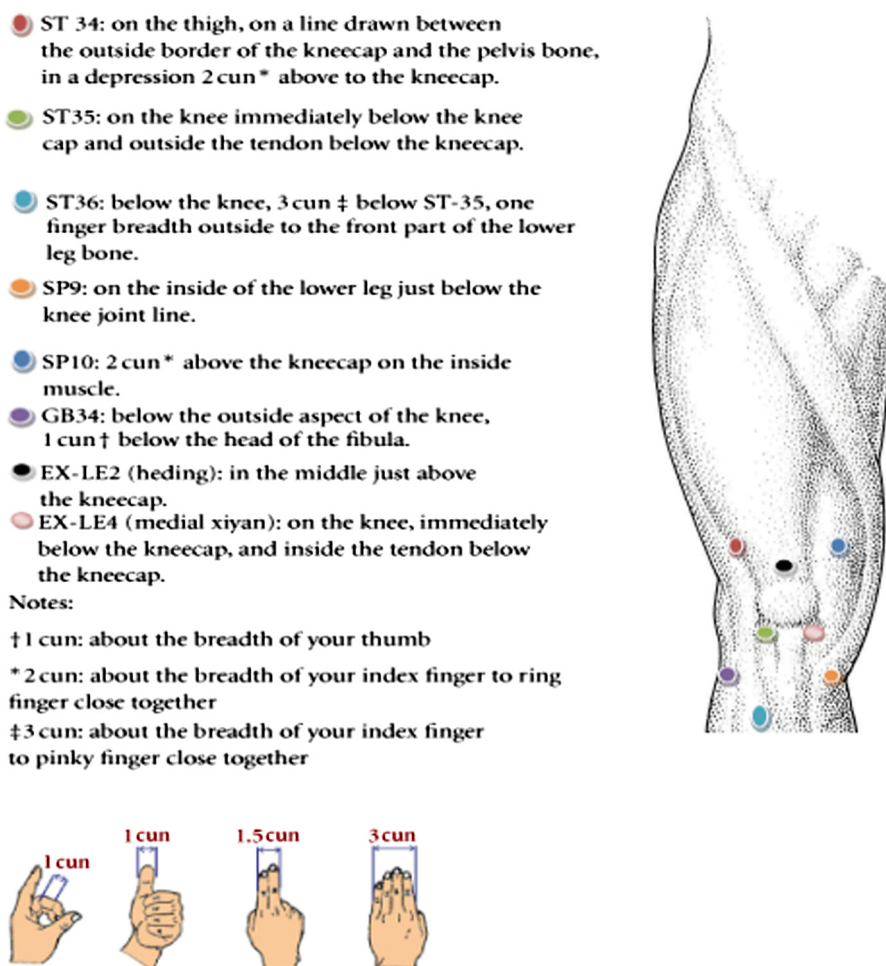 ST 34: on the thigh, on a line drawn between
the outside border of the kneecap and the pelvis bone,
in a depression 2 cun* above to the kneecap.
ST35: on the knee immediately below the knee
cap and outside the tendon below the kneecap.
ST36: below the knee, 3 cun ‡ below ST-35, one
finger breadth outside to the front part of the lower
leg bone.
SP9: on the inside of the lower leg just below the
knee joint line.
SP10: 2 cun* above the kneecap on the inside
muscle.
GB34: below the outside aspect of the knee,
1 cun † below the head of the fibula.
EX-LE2 (heding): in the middle just above
the kneecap.
EX-LE4 (medial xiyan): on the knee, immediately
below the kneecap, and inside the tendon below
the kneecap.
Notes:
†1 cun: about the breadth of your thumb
*2 cun: about the breadth of your index finger to ring
finger close together
‡3 cun: about the breadth of your index finger
to pinky finger close together
1 cun
1 cun
1.5 cun
3 cun